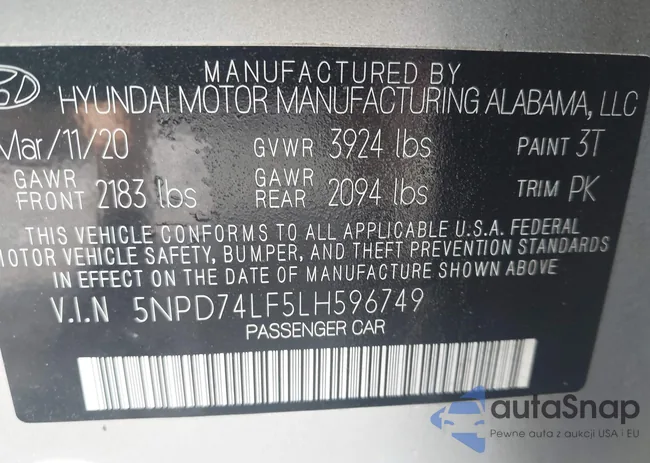 MANUFACTURED BY
HYUNDAI MOTOR MANUFACTURING ALABAMA, LLC
Mar/11/20 GVWR 3924 lbs PAINT 3T
GAWR FRONT 2183 lbs GAWR REAR 2094 lbs TRIM PK
THIS VEHICLE CONFORMS TO ALL APPLICABLE U.S.A. FEDERAL
MOTOR VEHICLE SAFETY, BUMPER, AND THEFT PREVENTION STANDARDS
IN EFFECT ON THE DATE OF MANUFACTURE SHOWN ABOVE
V.I.N 5NPD74LF5LH596749
PASSENGER CAR
autaSnap
Pewne auta z aukcji USA i EU